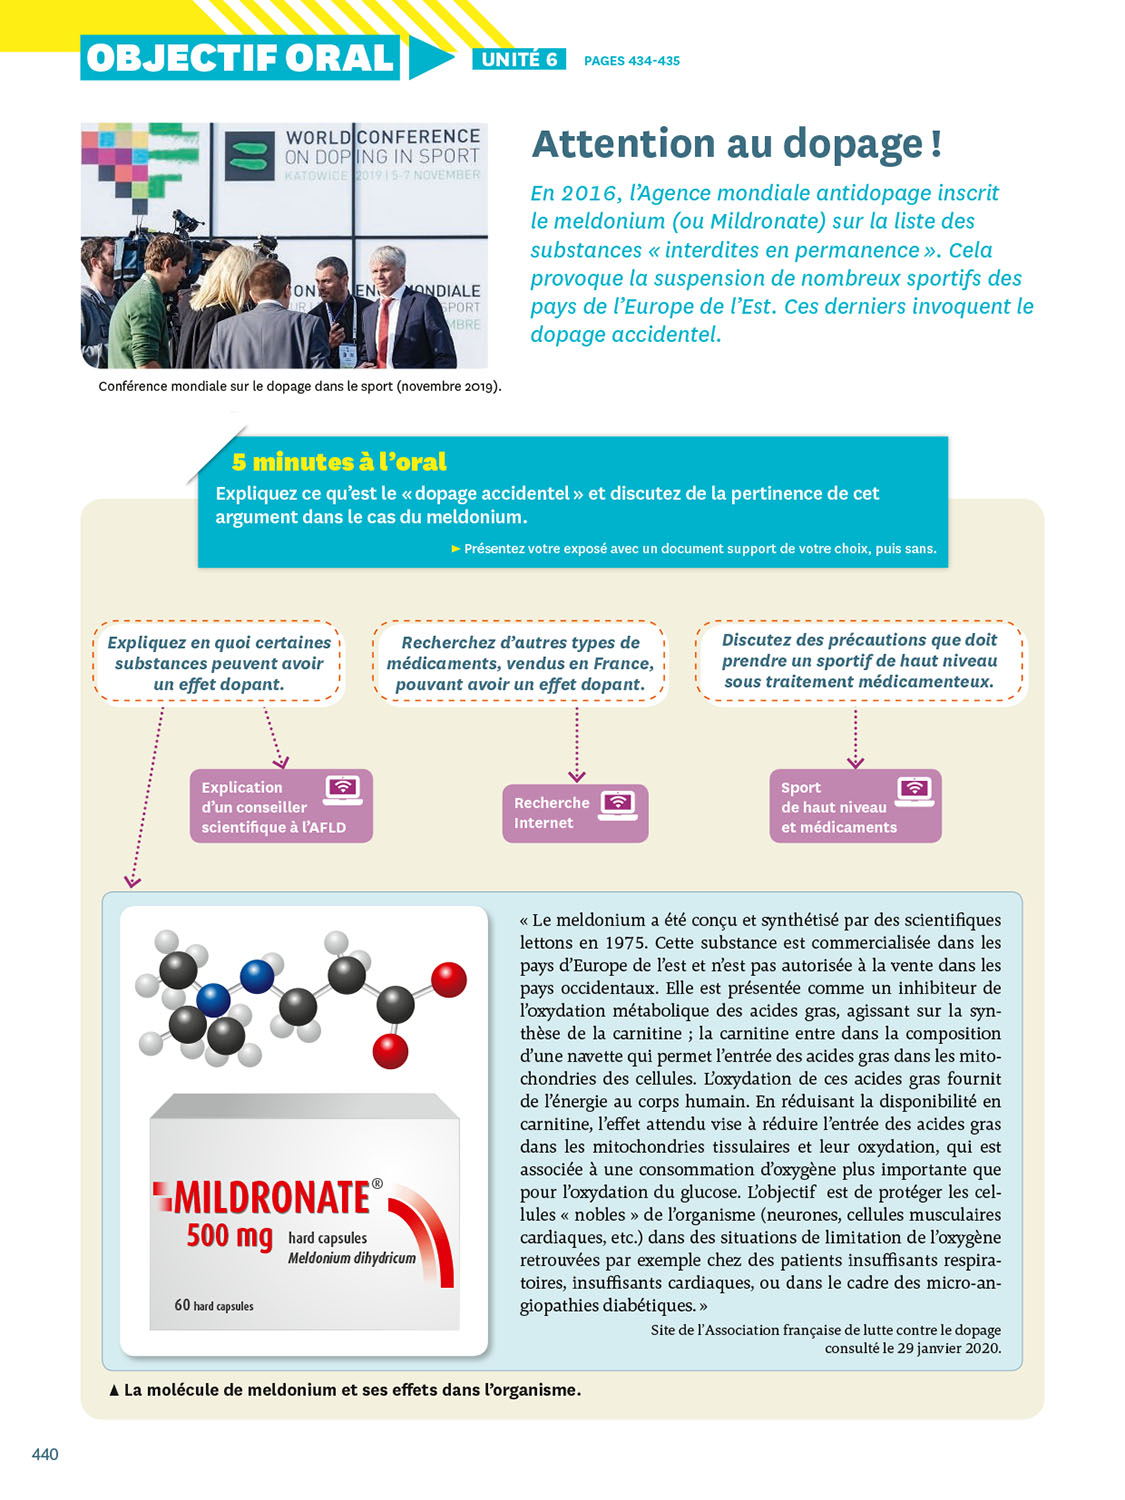 OBJECTIF ORAL
UNITÉ 6
PAGES 434-435
WORLD CONFERENCE
ON DOPING IN SPORT
KATOWICE 2019 | 5-7 NOVEMBER
Conférence mondiale sur le dopage dans le sport (novembre 2019).
Attention au dopage !
En 2016, l’Agence mondiale antidopage inscrit
le meldonium (ou Mildronate) sur la liste des
substances « interdites en permanence ». Cela
provoque la suspension de nombreux sportifs des
pays de l’Europe de l’Est. Ces derniers invoquent le
dopage accidentel.
5 minutes à l’oral
Expliquez ce qu’est le « dopage accidentel » et discutez de la pertinence de cet
argument dans le cas du meldonium.
► Présentez votre exposé avec un document support de votre choix, puis sans.
Expliquez en quoi certaines
substances peuvent avoir
un effet dopant.
Recherchez d’autres types de
médicaments, vendus en France,
pouvant avoir un effet dopant.
Discutez des précautions que doit
prendre un sportif de haut niveau
sous traitement médicamenteux.
Explication
d’un conseiller
scientifique à l’AFLD
Recherche
Internet
Sport
de haut niveau
et médicaments
MILDRONATE®
500 mg
hard capsules
Meldonium dihydricum
60 hard capsules
« Le meldonium a été conçu et synthétisé par des scientifiques
lettons en 1975. Cette substance est commercialisée dans les
pays d’Europe de l’est et n’est pas autorisée à la vente dans les
pays occidentaux. Elle est présentée comme un inhibiteur de
l’oxydation métabolique des acides gras, agissant sur la syn-
thèse de la carnitine ; la carnitine entre dans la composition
d’une navette qui permet l’entrée des acides gras dans les mito-
chondries des cellules. L’oxydation de ces acides gras fournit
de l’énergie au corps humain. En réduisant la disponibilité en
carnitine, l’effet attendu vise à réduire l’entrée des acides gras
dans les mitochondries tissulaires et leur oxydation, qui est
associée à une consommation d’oxygène plus importante que
pour l’oxydation du glucose. L’objectif est de protéger les cel-
lules « nobles » de l’organisme (neurones, cellules musculaires
cardiaques, etc.) dans des situations de limitation de l’oxygène
retrouvées par exemple chez des patients insuffisants respira-
toires, insuffisants cardiaques, ou dans le cadre des micro-an-
giopathies diabétiques. »
Site de l’Association française de lutte contre le dopage
consulté le 29 janvier 2020.
▲ La molécule de meldonium et ses effets dans l’organisme.
440